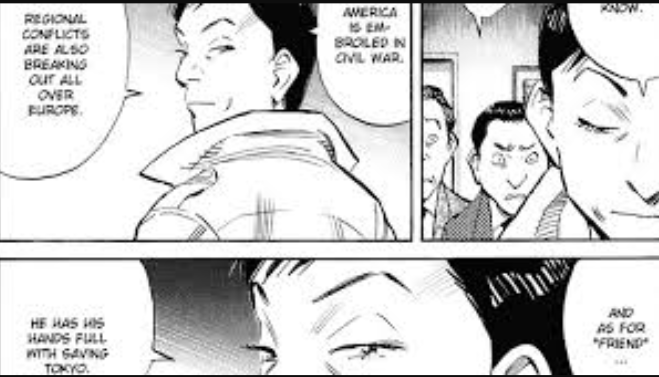 KNOW.
AMERICA
IS EM-
BROILED IN
CIVIL WAR.
REGIONAL
CONFLICTS
ARE ALSO
BREAKING
OUT ALL
OVER
EUROPE.
AND
AS FOR
"FRIEND"
...
HE HAS HIS
HANDS FULL
WITH SAVING
TOKYO.